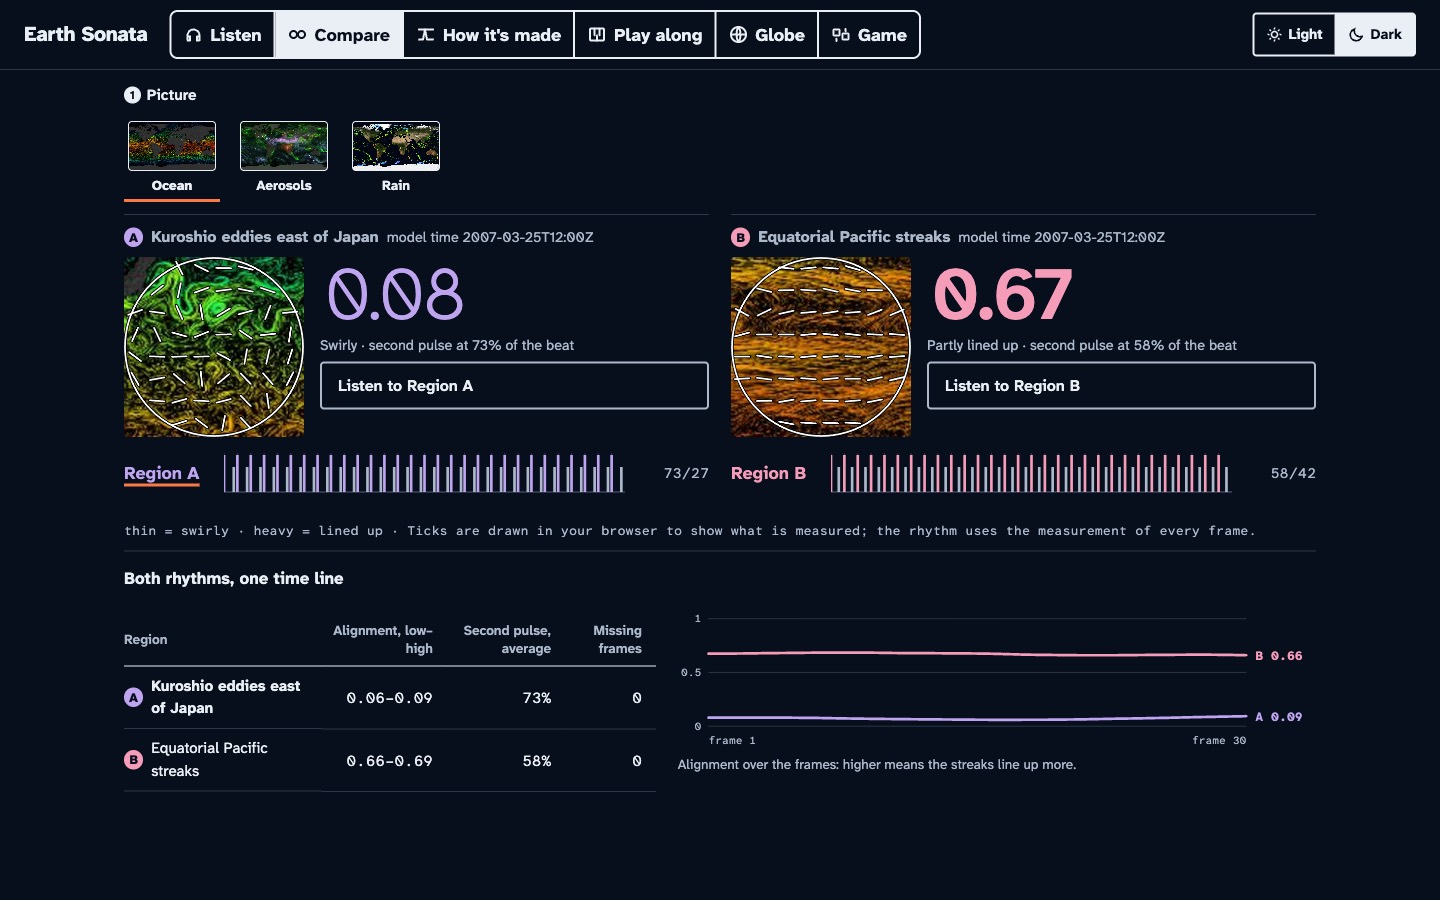 Earth Sonata
Listen
Compare
How it's made
Play along
Globe
Game
Light
Dark
1 Picture
Ocean
Aerosols
Rain
A Kuroshio eddies east of Japan model time 2007-03-25T12:00Z
0.08
Swirly · second pulse at 73% of the beat
Listen to Region A
Region A
73/27
B Equatorial Pacific streaks model time 2007-03-25T12:00Z
0.67
Partly lined up · second pulse at 58% of the beat
Listen to Region B
Region B
58/42
thin = swirly · heavy = lined up · Ticks are drawn in your browser to show what is measured; the rhythm uses the measurement of every frame.
Both rhythms, one time line
Region
Alignment, low–
high
Second pulse,
average
Missing
frames
A Kuroshio eddies east
of Japan
0.06–0.09
73%
0
B Equatorial Pacific
streaks
0.66–0.69
58%
0
1
0.5
0
B 0.66
A 0.09
frame 1
frame 30
Alignment over the frames: higher means the streaks line up more.